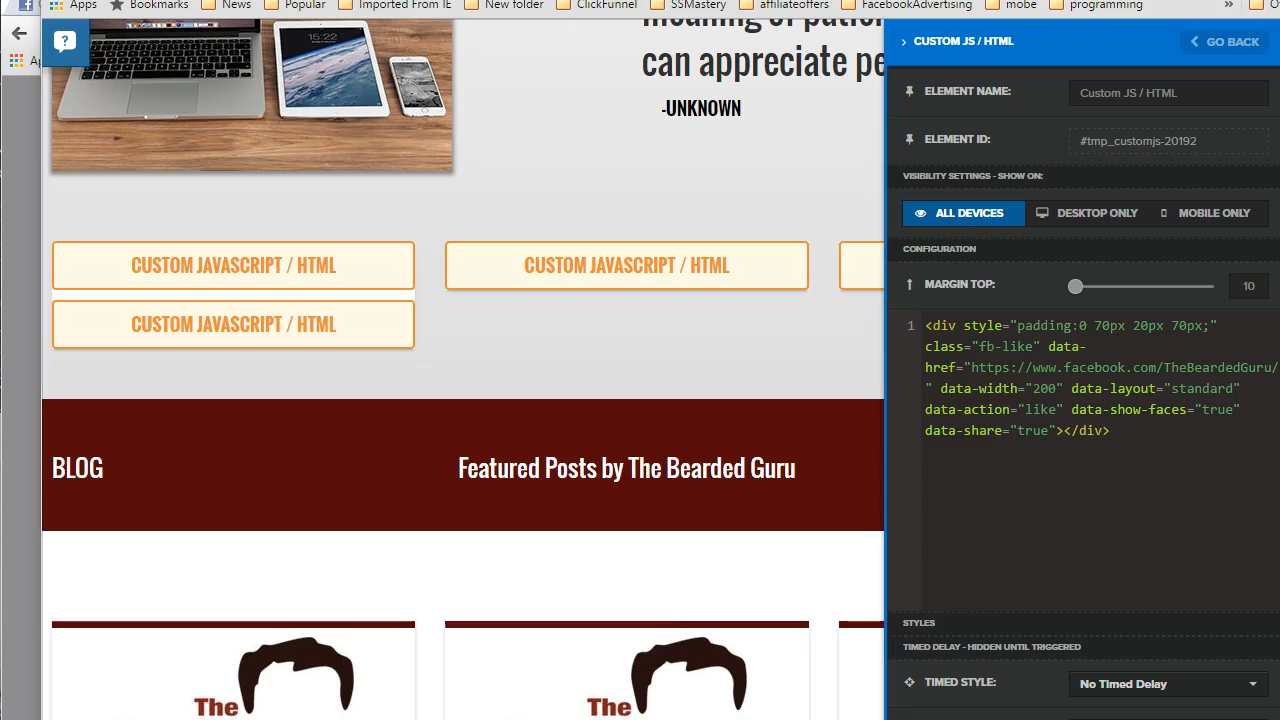 Apps
Bookmarks
News
Popular
Imported From IE
New folder
ClickFunnel
SSMastery
affiliateoffers
FacebookAdvertising
mobe
programming
»
?
15:22
can appreciate pe
-UNKNOWN
CUSTOM JAVASCRIPT / HTML
CUSTOM JAVASCRIPT / HTML
CUSTOM JAVASCRIPT / HTML
BLOG
Featured Posts by The Bearded Guru
The
The
CUSTOM JS / HTML
GO BACK
ELEMENT NAME:
Custom JS / HTML
ELEMENT ID:
#tmp_customjs-20192
VISIBILITY SETTINGS - SHOW ON:
ALL DEVICES
DESKTOP ONLY
MOBILE ONLY
CONFIGURATION
MARGIN TOP:
10
1
<div style="padding:0 70px 20px 70px;"
class="fb-like" data-
href="https://www.facebook.com/TheBeardedGuru/
" data-width="200" data-layout="standard"
data-action="like" data-show-faces="true"
data-share="true"></div>
STYLES
TIMED DELAY - HIDDEN UNTIL TRIGGERED
TIMED STYLE:
No Timed Delay